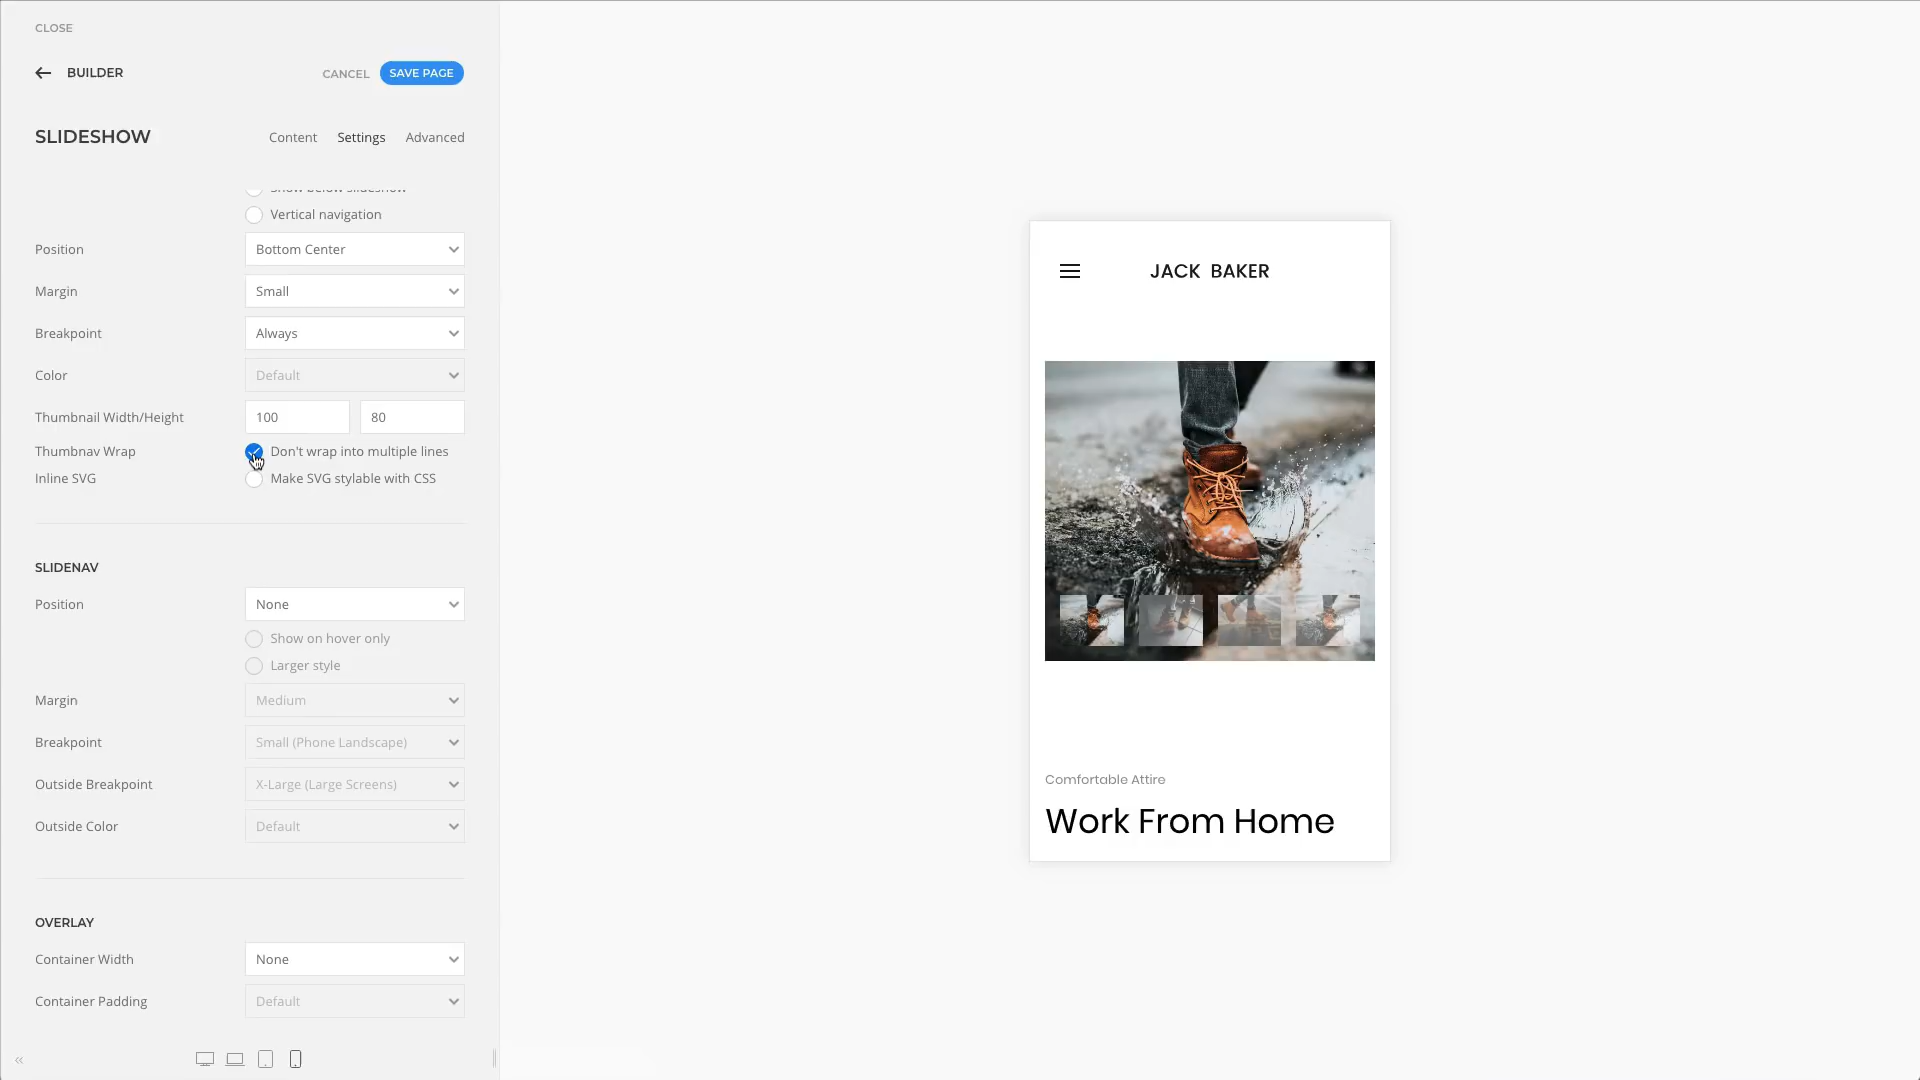 CLOSE
BUILDER
CANCEL
SAVE PAGE
SLIDESHOW
Content
Settings
Advanced
Show below slideshow
Vertical navigation
Position
Bottom Center
Margin
Small
Breakpoint
Always
Color
Default
Thumbnail Width/Height
100
80
Thumbnav Wrap
Don't wrap into multiple lines
Inline SVG
Make SVG stylable with CSS
SLIDENAV
Position
None
Show on hover only
Larger style
Margin
Medium
Breakpoint
Small (Phone Landscape)
Outside Breakpoint
X-Large (Large Screens)
Outside Color
Default
OVERLAY
Container Width
None
Container Padding
Default
JACK BAKER
Comfortable Attire
Work From Home